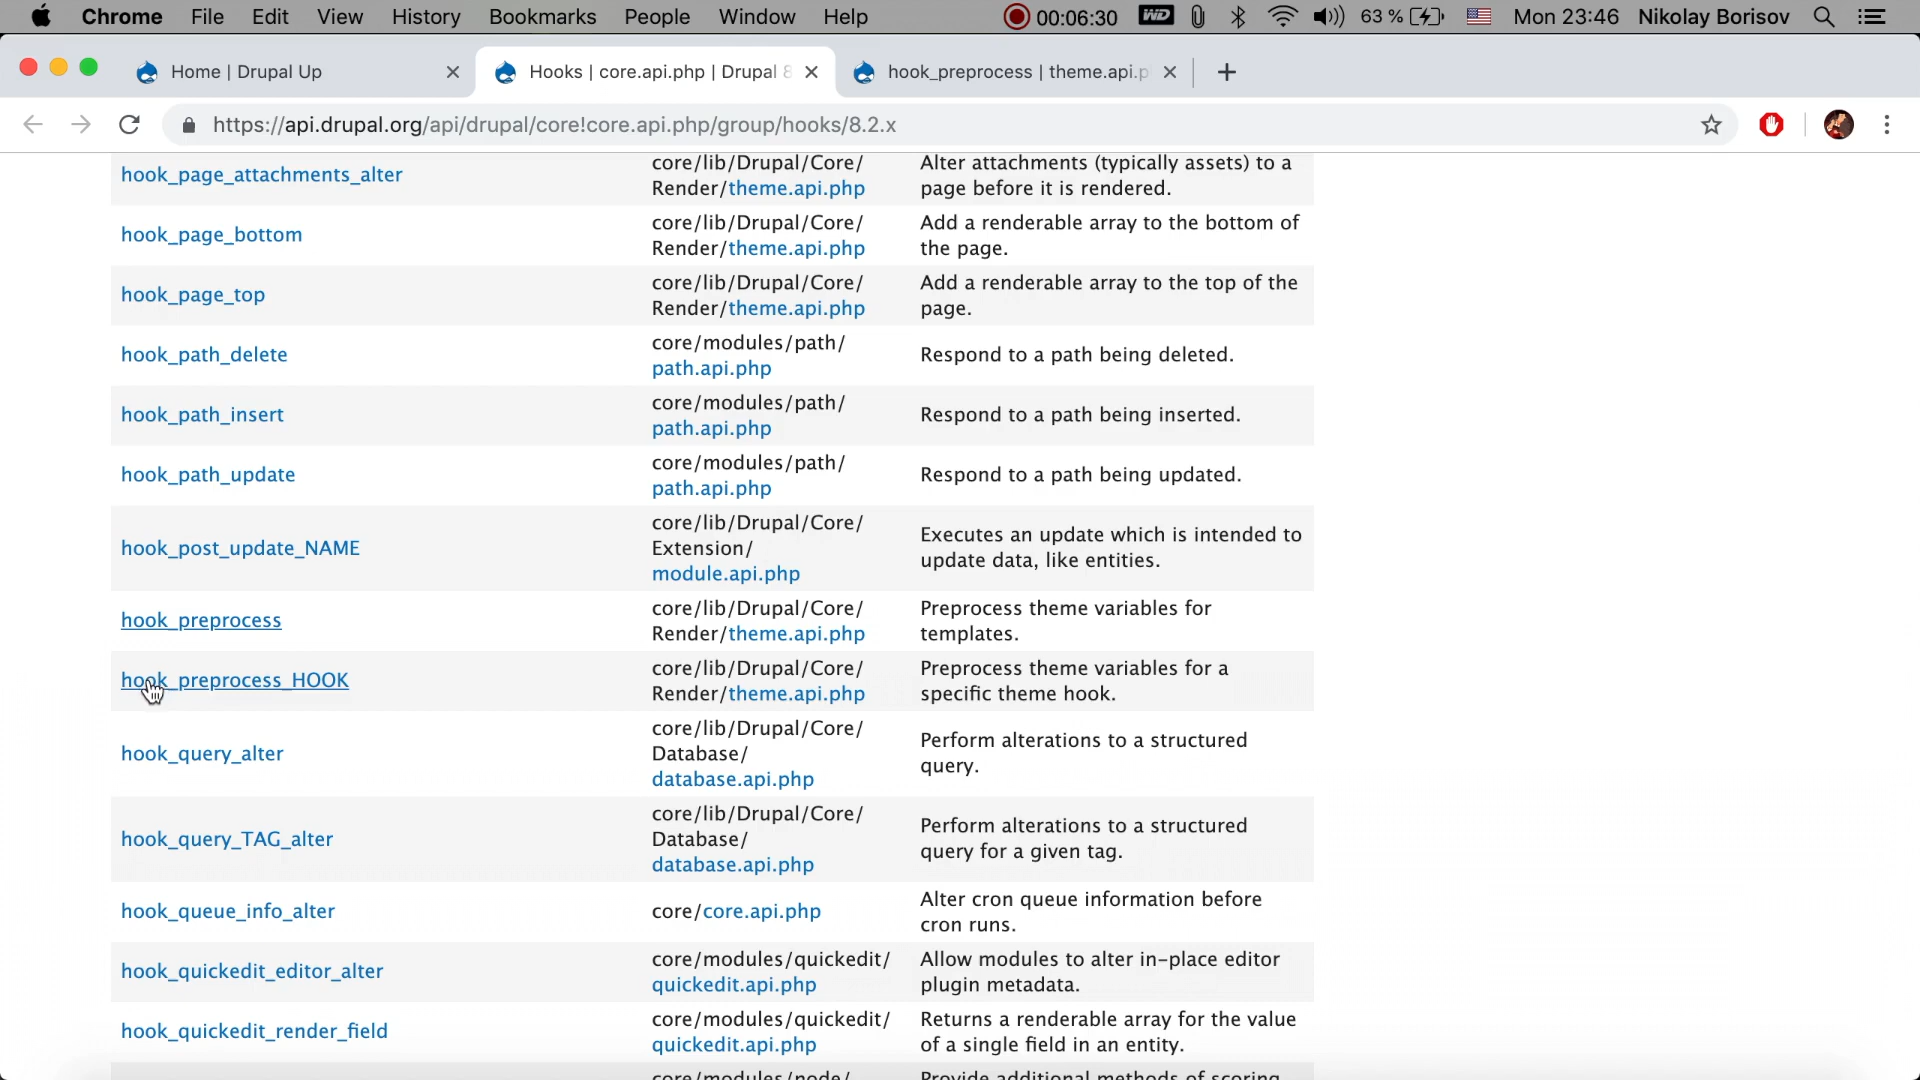 Chrome File Edit View History Bookmarks People Window Help 00:06:30 WD 63 % Mon 23:46 Nikolay Borisov
Home | Drupal Up
Hooks | core.api.php | Drupal 8
hook_preprocess | theme.api.p
https://api.drupal.org/api/drupal/core!core.api.php/group/hooks/8.2.x
hook_page_attachments_alter
core/lib/Drupal/Core/
Render/theme.api.php
Alter attachments (typically assets) to a
page before it is rendered.
hook_page_bottom
core/lib/Drupal/Core/
Render/theme.api.php
Add a renderable array to the bottom of
the page.
hook_page_top
core/lib/Drupal/Core/
Render/theme.api.php
Add a renderable array to the top of the
page.
hook_path_delete
core/modules/path/
path.api.php
Respond to a path being deleted.
hook_path_insert
core/modules/path/
path.api.php
Respond to a path being inserted.
hook_path_update
core/modules/path/
path.api.php
Respond to a path being updated.
hook_post_update_NAME
core/lib/Drupal/Core/
Extension/
module.api.php
Executes an update which is intended to
update data, like entities.
hook_preprocess
core/lib/Drupal/Core/
Render/theme.api.php
Preprocess theme variables for
templates.
hook_preprocess_HOOK
core/lib/Drupal/Core/
Render/theme.api.php
Preprocess theme variables for a
specific theme hook.
hook_query_alter
core/lib/Drupal/Core/
Database/
database.api.php
Perform alterations to a structured
query.
hook_query_TAG_alter
core/lib/Drupal/Core/
Database/
database.api.php
Perform alterations to a structured
query for a given tag.
hook_queue_info_alter
core/core.api.php
Alter cron queue information before
cron runs.
hook_quickedit_editor_alter
core/modules/quickedit/
quickedit.api.php
Allow modules to alter in-place editor
plugin metadata.
hook_quickedit_render_field
core/modules/quickedit/
quickedit.api.php
Returns a renderable array for the value
of a single field in an entity.
core/modules/node/
Provide additional methods of scoring